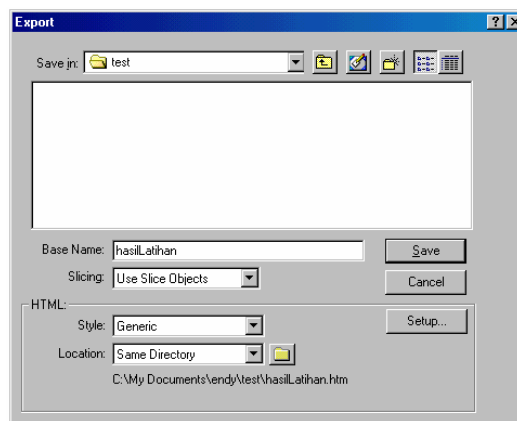 Export
Save in: test
Base Name: hasilLatihan
Save
Slicing: Use Slice Objects
Cancel
HTML:
Style: Generic
Setup...
Location: Same Directory
C:\My Documents\endy\test\hasilLatihan.htm